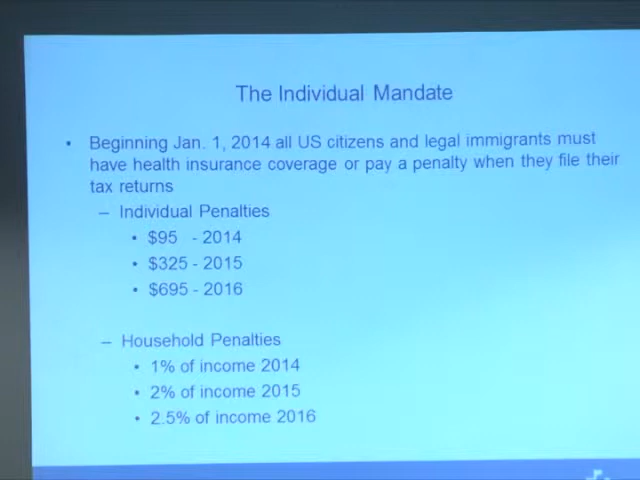 The Individual Mandate
• Beginning Jan. 1, 2014 all US citizens and legal immigrants must
have health insurance coverage or pay a penalty when they file their
tax returns
– Individual Penalties
• $95 - 2014
• $325 - 2015
• $695 - 2016
– Household Penalties
• 1% of income 2014
• 2% of income 2015
• 2.5% of income 2016